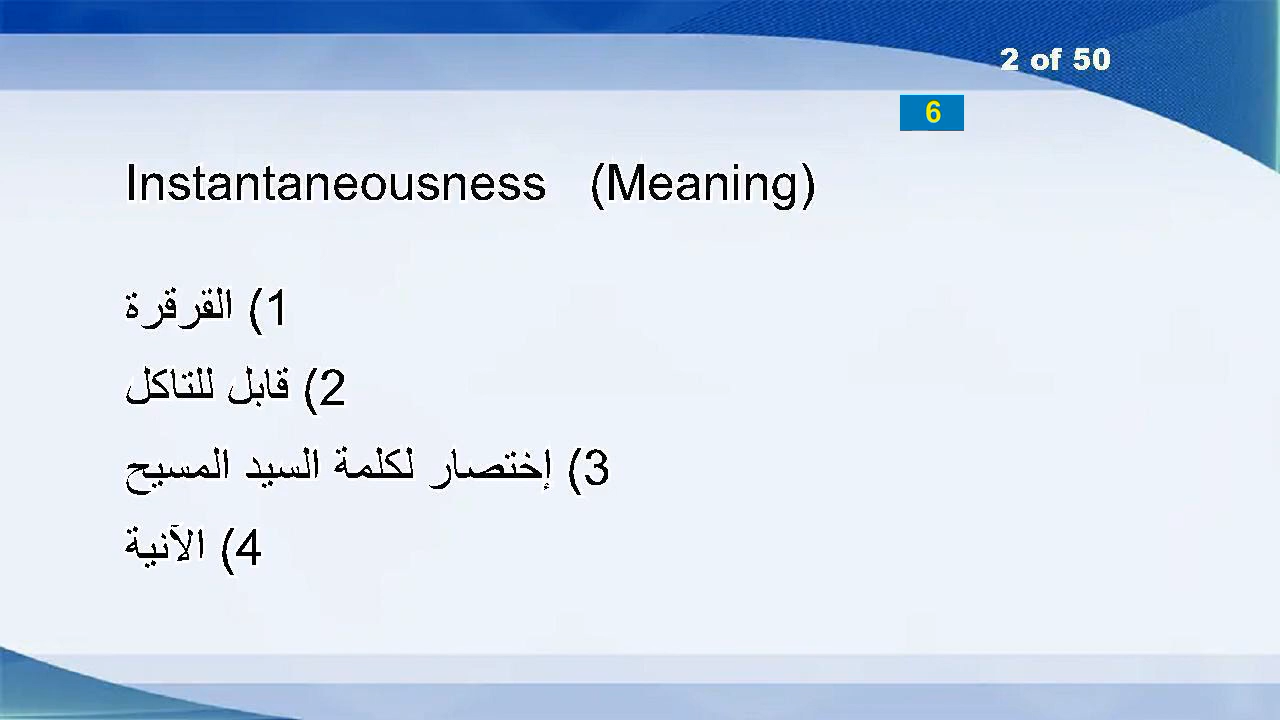 2 of 50
6
Instantaneousness (Meaning)
1) القرقرة
2) قابل للتاكل
3) إختصار لكلمة السيد المسيح
4) الآنية